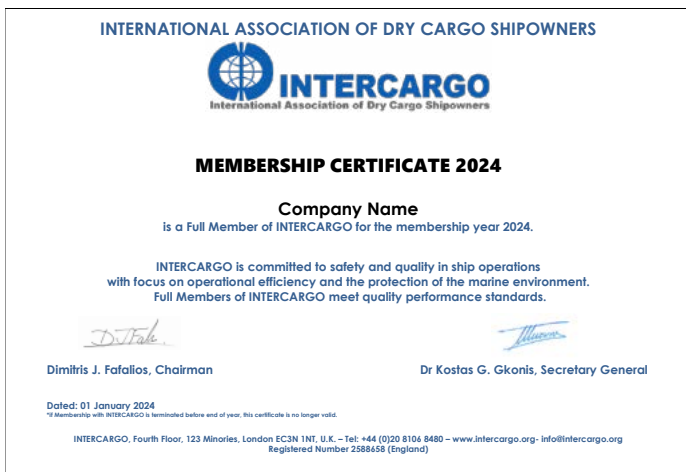 INTERNATIONAL ASSOCIATION OF DRY CARGO SHIPOWNERS
INTERCARGO
International Association of Dry Cargo Shipowners
MEMBERSHIP CERTIFICATE 2024
Company Name
is a Full Member of INTERCARGO for the membership year 2024.
INTERCARGO is committed to safety and quality in ship operations
with focus on operational efficiency and the protection of the marine environment.
Full Members of INTERCARGO meet quality performance standards.
Dimitris J. Fafalios, Chairman
Dr Kostas G. Gkonis, Secretary General
Dated: 01 January 2024
*If Membership with INTERCARGO is terminated before end of year, this certificate is no longer valid.
INTERCARGO, Fourth Floor, 123 Minories, London EC3N 1NT, U.K. – Tel: +44 (0)20 8106 8480 – www.intercargo.org- info@intercargo.org
Registered Number 2588658 (England)